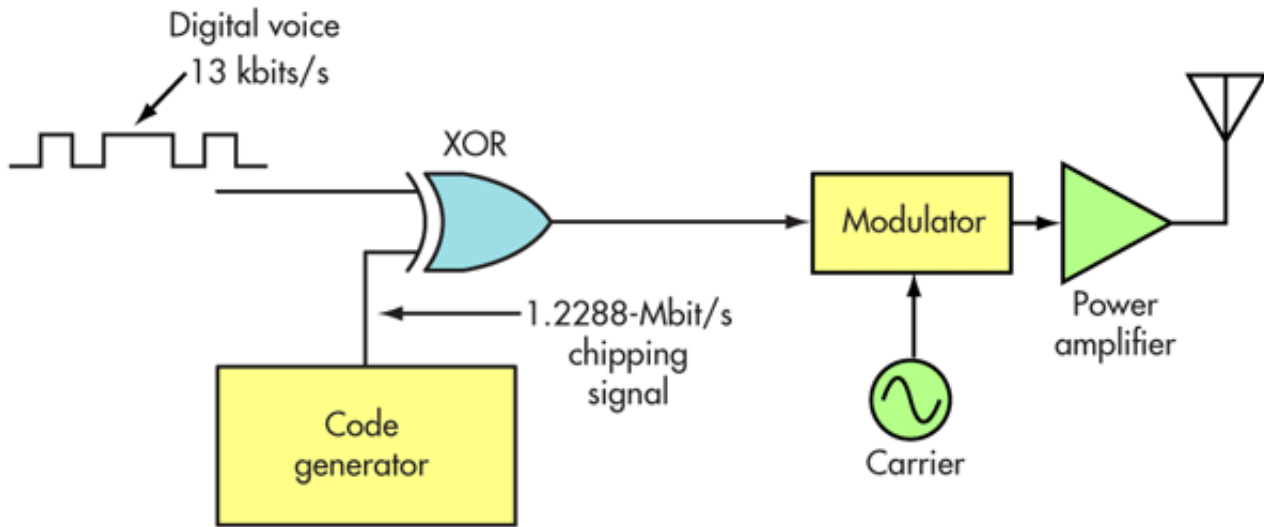 Digital voice
13 kbits/s
XOR
Modulator
1.2288-Mbit/s
chipping
signal
Power
amplifier
Code
generator
Carrier